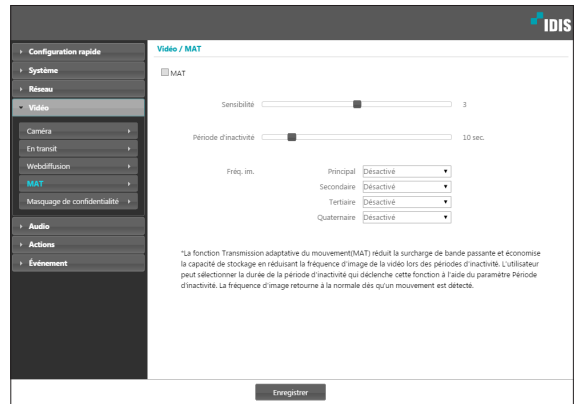 IDIS
Configuration rapide
Système
Réseau
Vidéo
Caméra
En transit
Webdiffusion
MAT
Masquage de confidentialité
Audio
Actions
Événement
Vidéo / MAT
MAT
Sensibilité 3
Période d'inactivité 10 sec.
Fréq. im. Principal Désactivé
Secondaire Désactivé
Tertiaire Désactivé
Quaternaire Désactivé
*La fonction Transmission adaptative du mouvement(MAT) réduit la surcharge de bande passante et économise
la capacité de stockage en réduisant la fréquence d'image de la vidéo lors des périodes d'inactivité. L'utilisateur
peut sélectionner la durée de la période d'inactivité qui déclenche cette fonction à l'aide du paramètre Période
d'inactivité. La fréquence d'image retourne à la normale dès qu'un mouvement est détecté.
Enregistrer